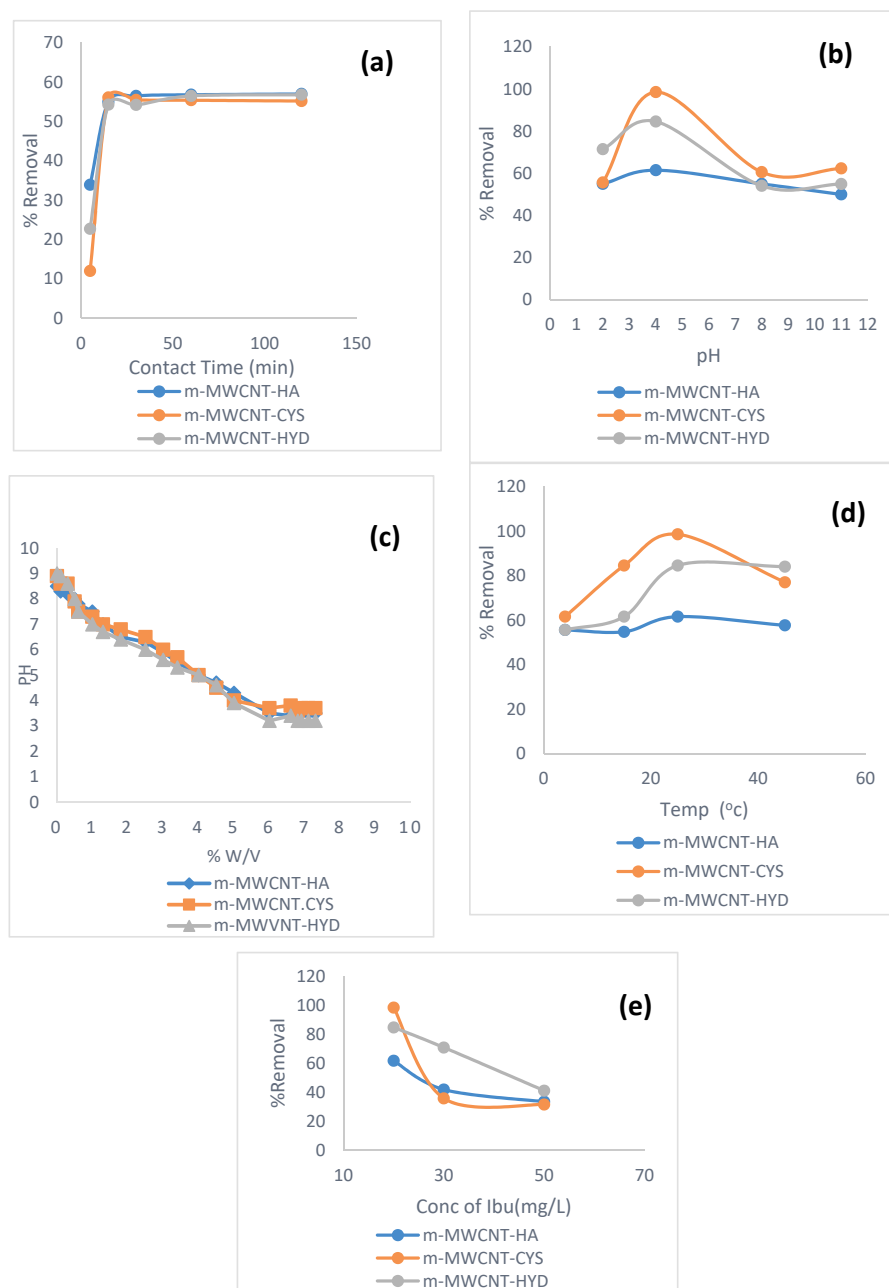 (a)
70
60
50
40
30
20
10
0
% Removal
0 50 100 150
Contact Time (min)
m-MWCNT-HA
m-MWCNT-CYS
m-MWCNT-HYD
(b)
120
100
80
60
40
20
0
% Removal
0 1 2 3 4 5 6 7 8 9 10 11 12
pH
m-MWCNT-HA
m-MWCNT-CYS
m-MWCNT-HYD
(c)
10
9
8
7
6
5
4
3
2
1
0
PH
0 1 2 3 4 5 6 7 8 9 10
% W/V
m-MWCNT-HA
m-MWCNT.CYS
m-MWVNT-HYD
(d)
120
100
80
60
40
20
0
% Removal
0 20 40 60
Temp (°c)
m-MWCNT-HA
m-MWCNT-CYS
m-MWCNT-HYD
(e)
120
100
80
60
40
20
0
%Removal
10 30 50 70
Conc of Ibu(mg/L)
m-MWCNT-HA
m-MWCNT-CYS
m-MWCNT-HYD